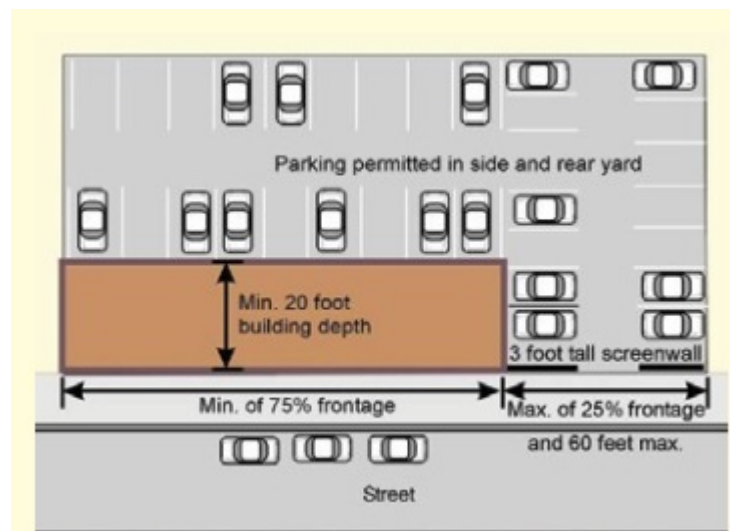 Parking permitted in side and rear yard
Min. 20 foot
building depth
3 foot tall screenwall
Min. of 75% frontage
Max. of 25% frontage
and 60 feet max.
Street